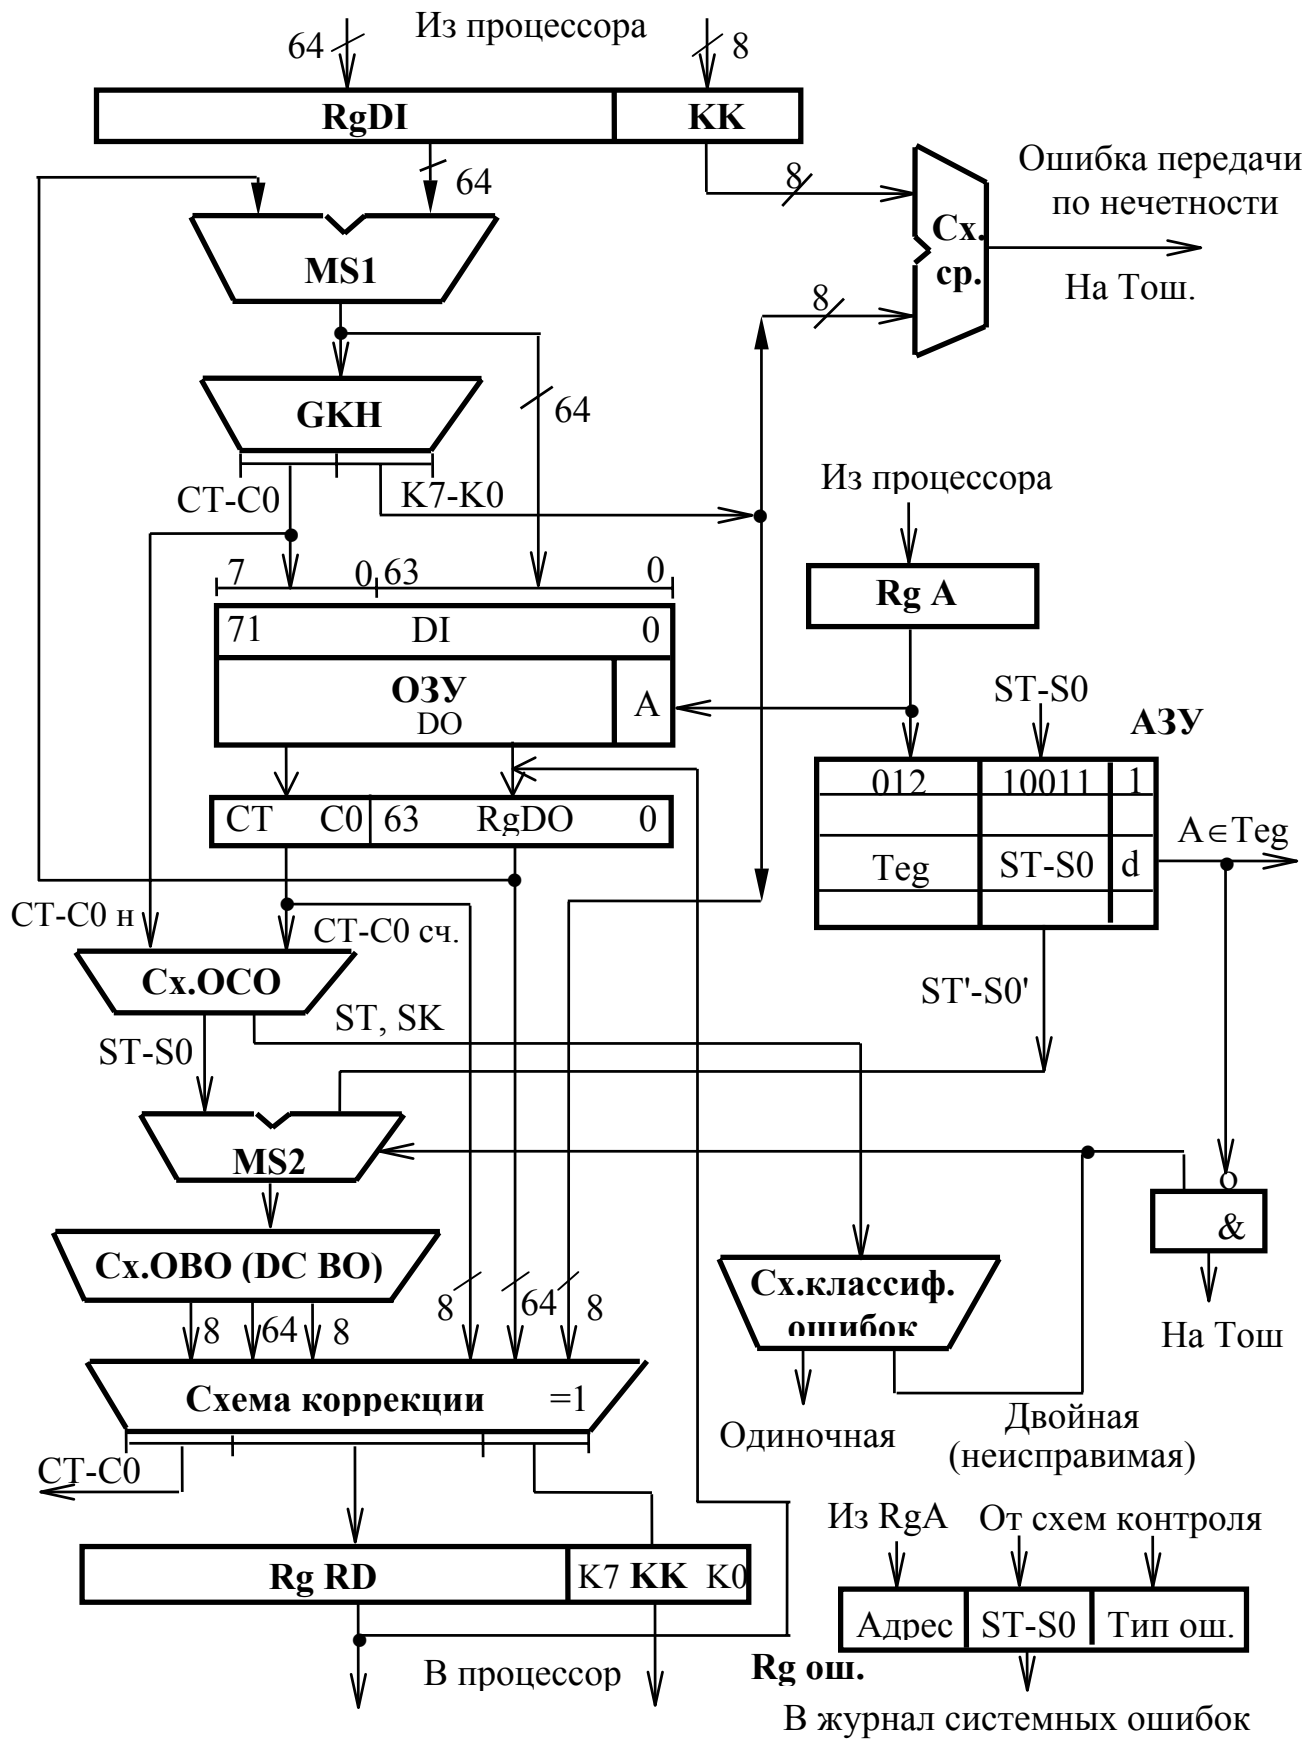 Из процессора
64
8
RgDI
KK
64
8
Ошибка передачи
по нечетности
Сх.
ср.
MS1
На Тош.
8
GKH
64
CT-C0
K7-K0
Из процессора
7
0
63
0
Rg A
71
DI
0
ОЗУ
DO
A
ST-S0
АЗУ
012
10011
1
CT
C0
63
RgDO
0
Teg
ST-S0
d
A∈Teg
CT-C0 н
CT-C0 сч.
Сх.ОСО
ST'-S0'
ST, SK
ST-S0
MS2
о
&
Сх.ОВО (DC ВО)
Сх.классиф.
ошибок
8
64
8
8
64
8
На Тош
Схема коррекции
=1
Одиночная
Двойная
(неисправимая)
CT-C0
Из RgA
От схем контроля
Rg RD
K7 KK K0
Адрес
ST-S0
Тип ош.
В процессор
Rg ош.
В журнал системных ошибок